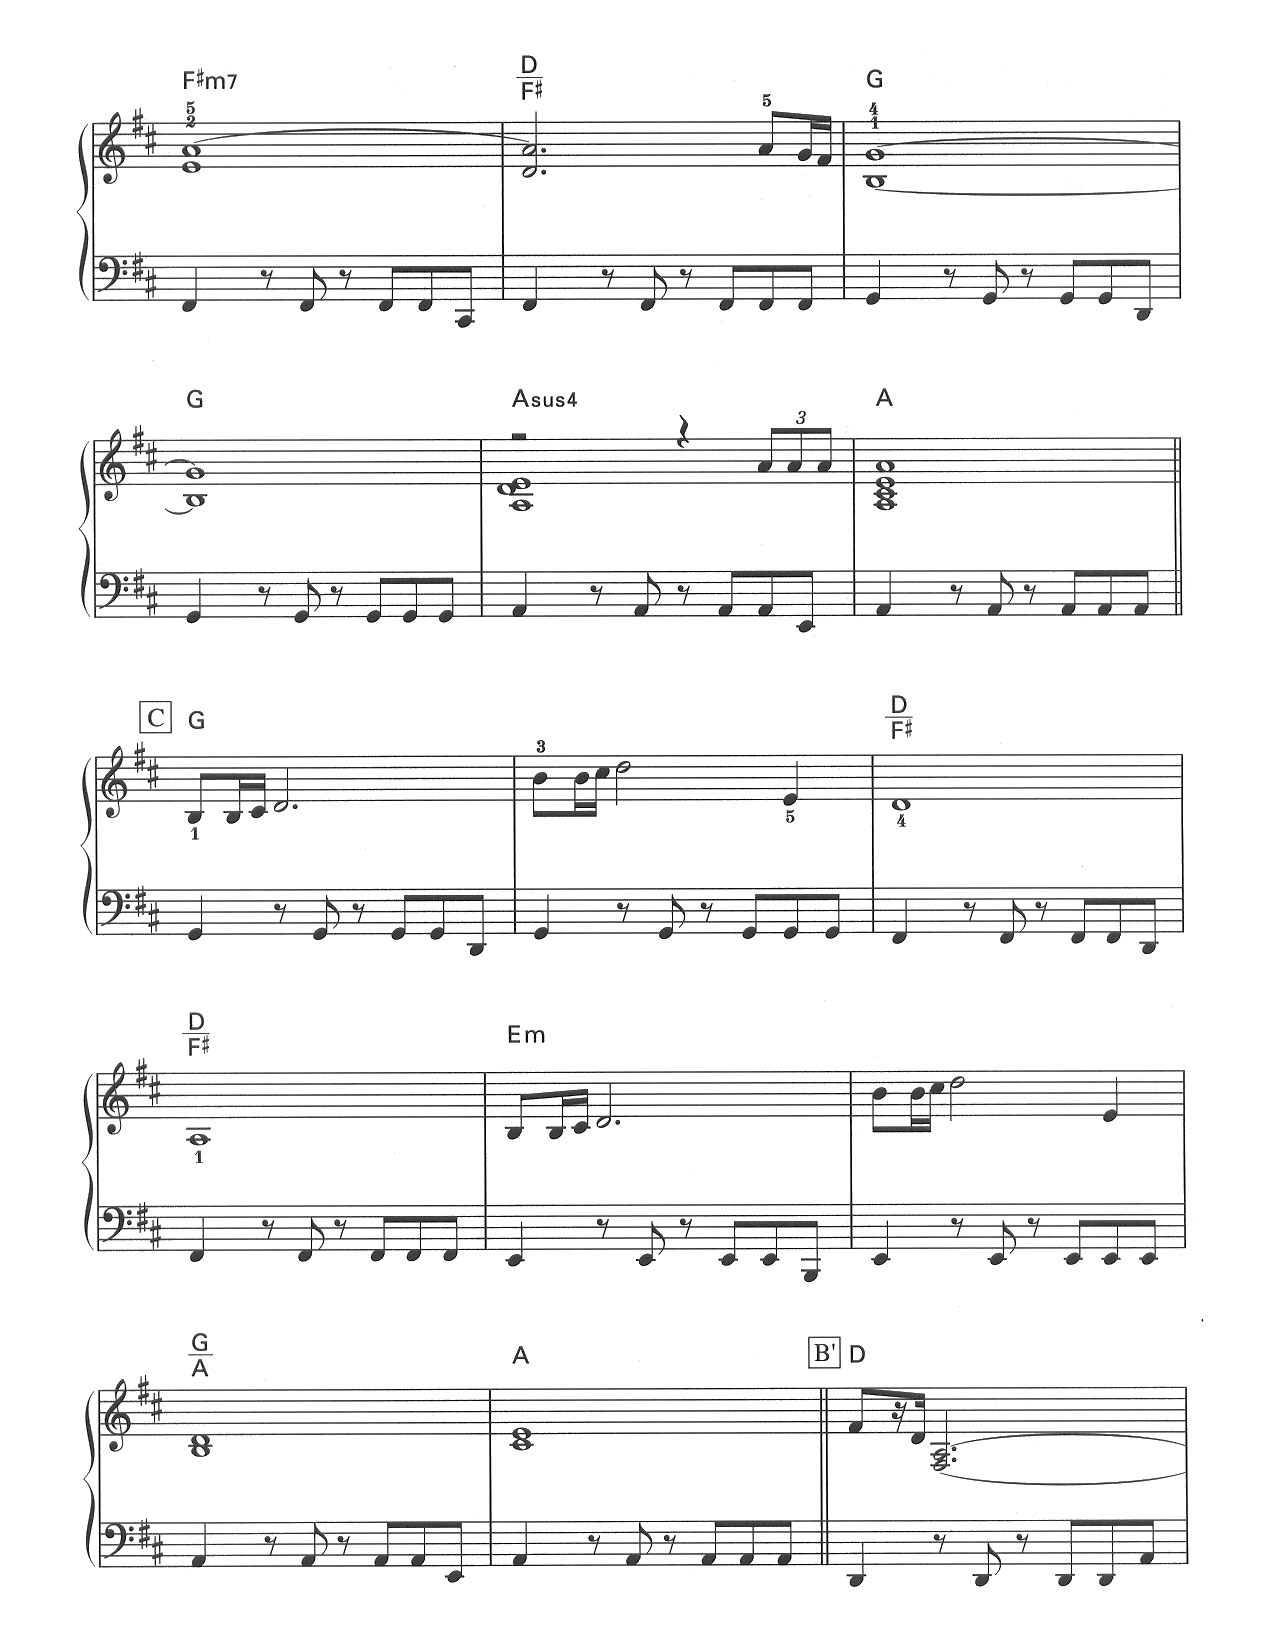 F♯m7 D/F♯ G
5 2 5 4 1
G Asus4 A
3
C G D/F♯
3
1 5 4
D/F♯ Em
1
G/A A B' D